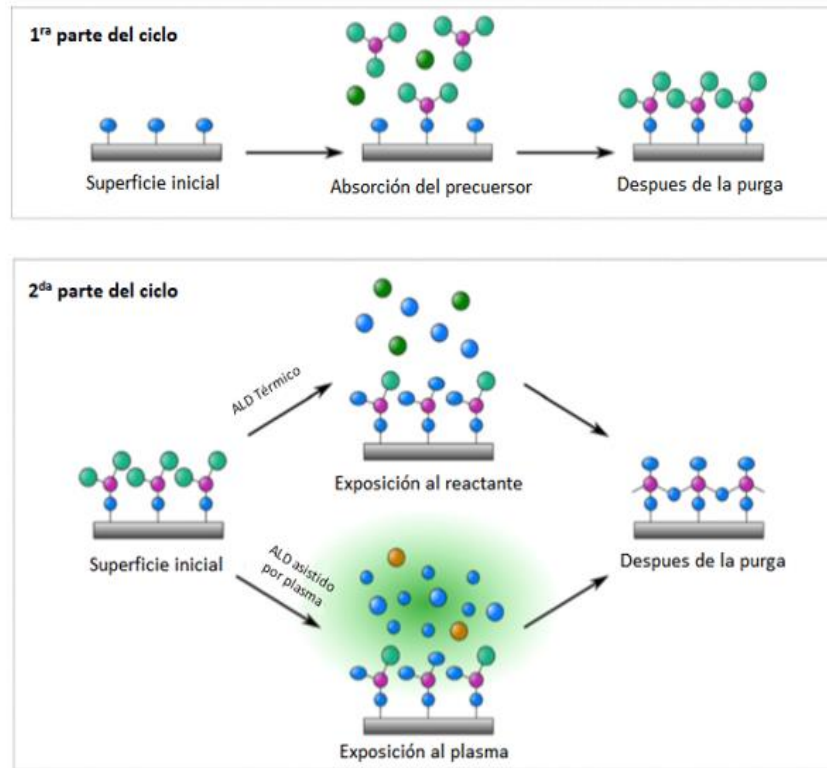 1ra parte del ciclo
Superficie inicial
Absorción del precuersor
Despues de la purga
2da parte del ciclo
ALD Térmico
Exposición al reactante
Superficie inicial
ALD asistido
por plasma
Despues de la purga
Exposición al plasma